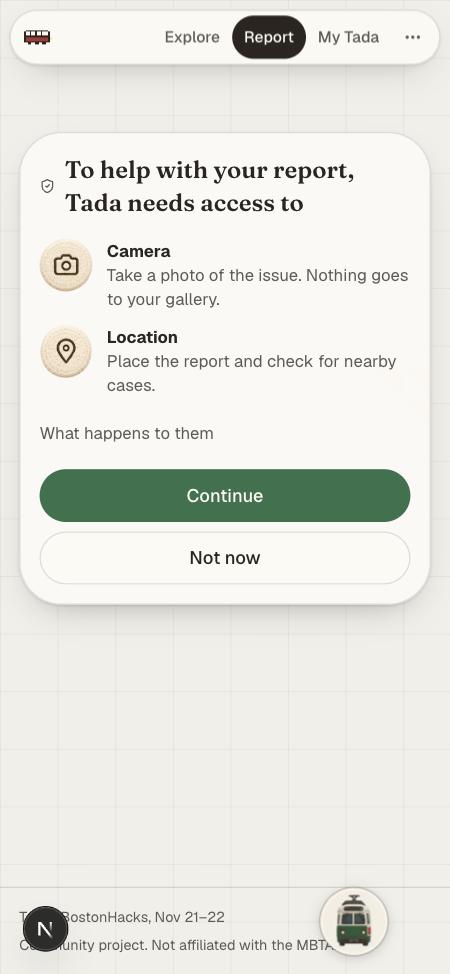 Explore Report My Tada
To help with your report,
Tada needs access to
Camera
Take a photo of the issue. Nothing goes
to your gallery.
Location
Place the report and check for nearby
cases.
What happens to them
Continue
Not now
N
BostonHacks, Nov 21–22
project. Not affiliated with the MBTA